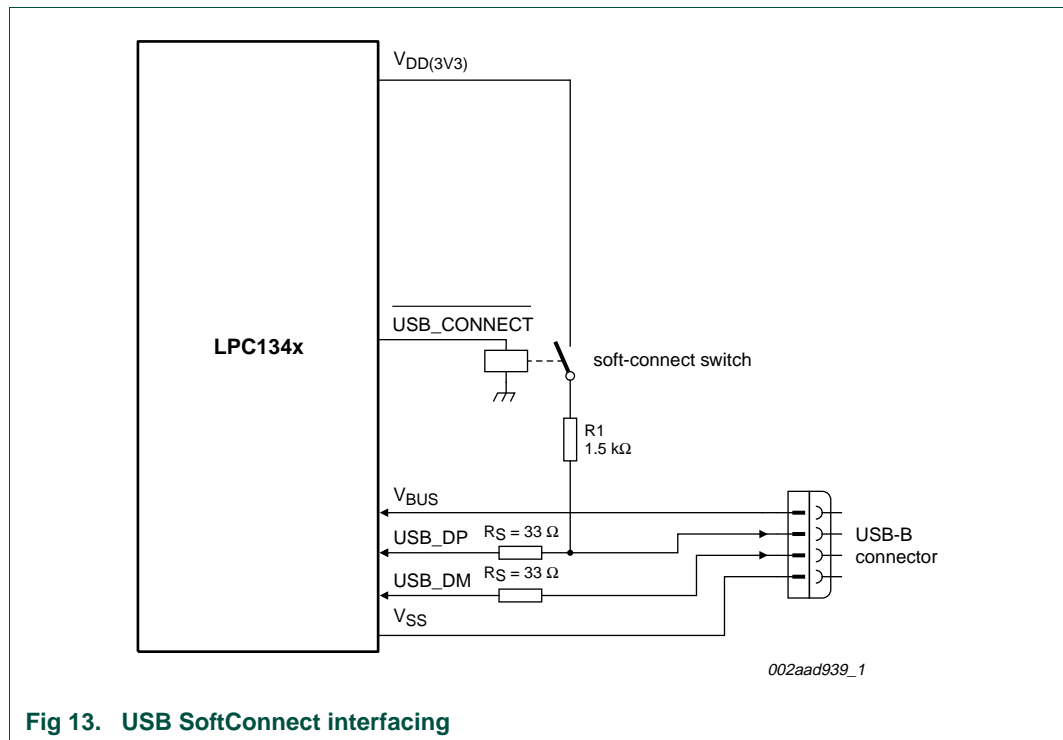 VDD(3V3)
USB_CONNECT
LPC134x
soft-connect switch
R1
1.5 kΩ
VBUS
USB_DP
RS = 33 Ω
USB-B
connector
USB_DM
RS = 33 Ω
VSS
002aad939_1
Fig 13. USB SoftConnect interfacing